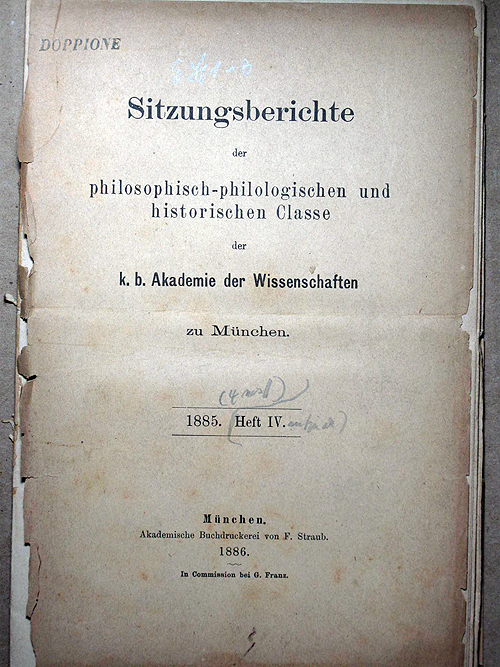 DOPPIONE
Sitzungsberichte
der
philosophisch-philologischen und
historischen Classe
der
k. b. Akademie der Wissenschaften
zu München.
1885. Heft IV.
München.
Akademische Buchdruckerei von F. Straub.
1886.
In Commission bei G. Franz.